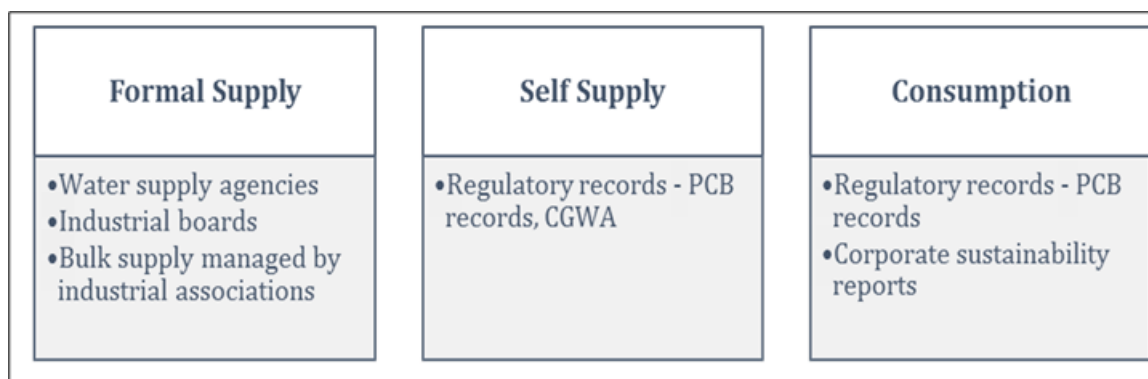 Formal Supply
•Water supply agencies
•Industrial boards
•Bulk supply managed by
industrial associations
Self Supply
•Regulatory records - PCB
records, CGWA
Consumption
•Regulatory records - PCB
records
•Corporate sustainability
reports